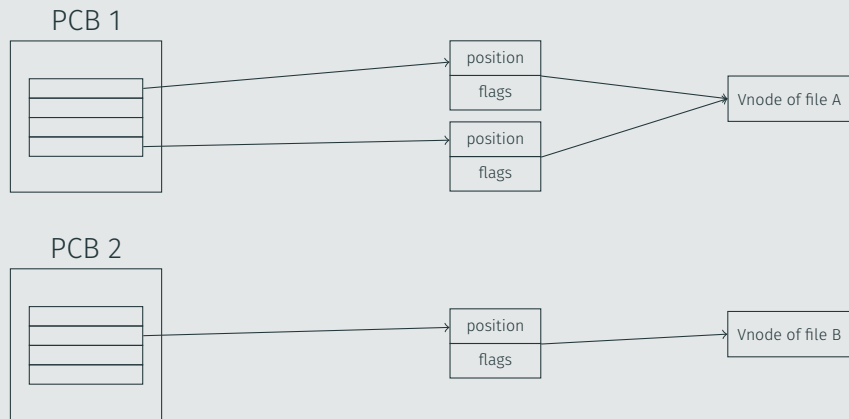 PCB 1
position
flags
Vnode of file A
position
flags
PCB 2
position
flags
Vnode of file B